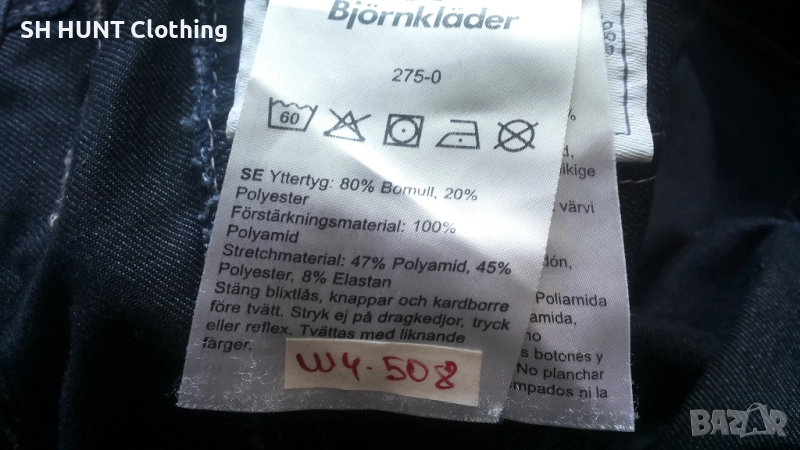 SH HUNT Clothing
Björnkläder
275-0
60
SE Yttertyg: 80% Bomull, 20%
Polyester
Förstärkningsmaterial: 100%
Polyamid
Stretchmaterial: 47% Polyamid, 45%
Polyester, 8% Elastan
Stäng blixtlås, knappar och kardborre
före tvätt. Stryk ej på dragkedjor, tryck
eller reflex. Tvättas med liknande
färger.
W4-508
värvi
Poliamida
botones y
No planchar
ni la
BAZAR